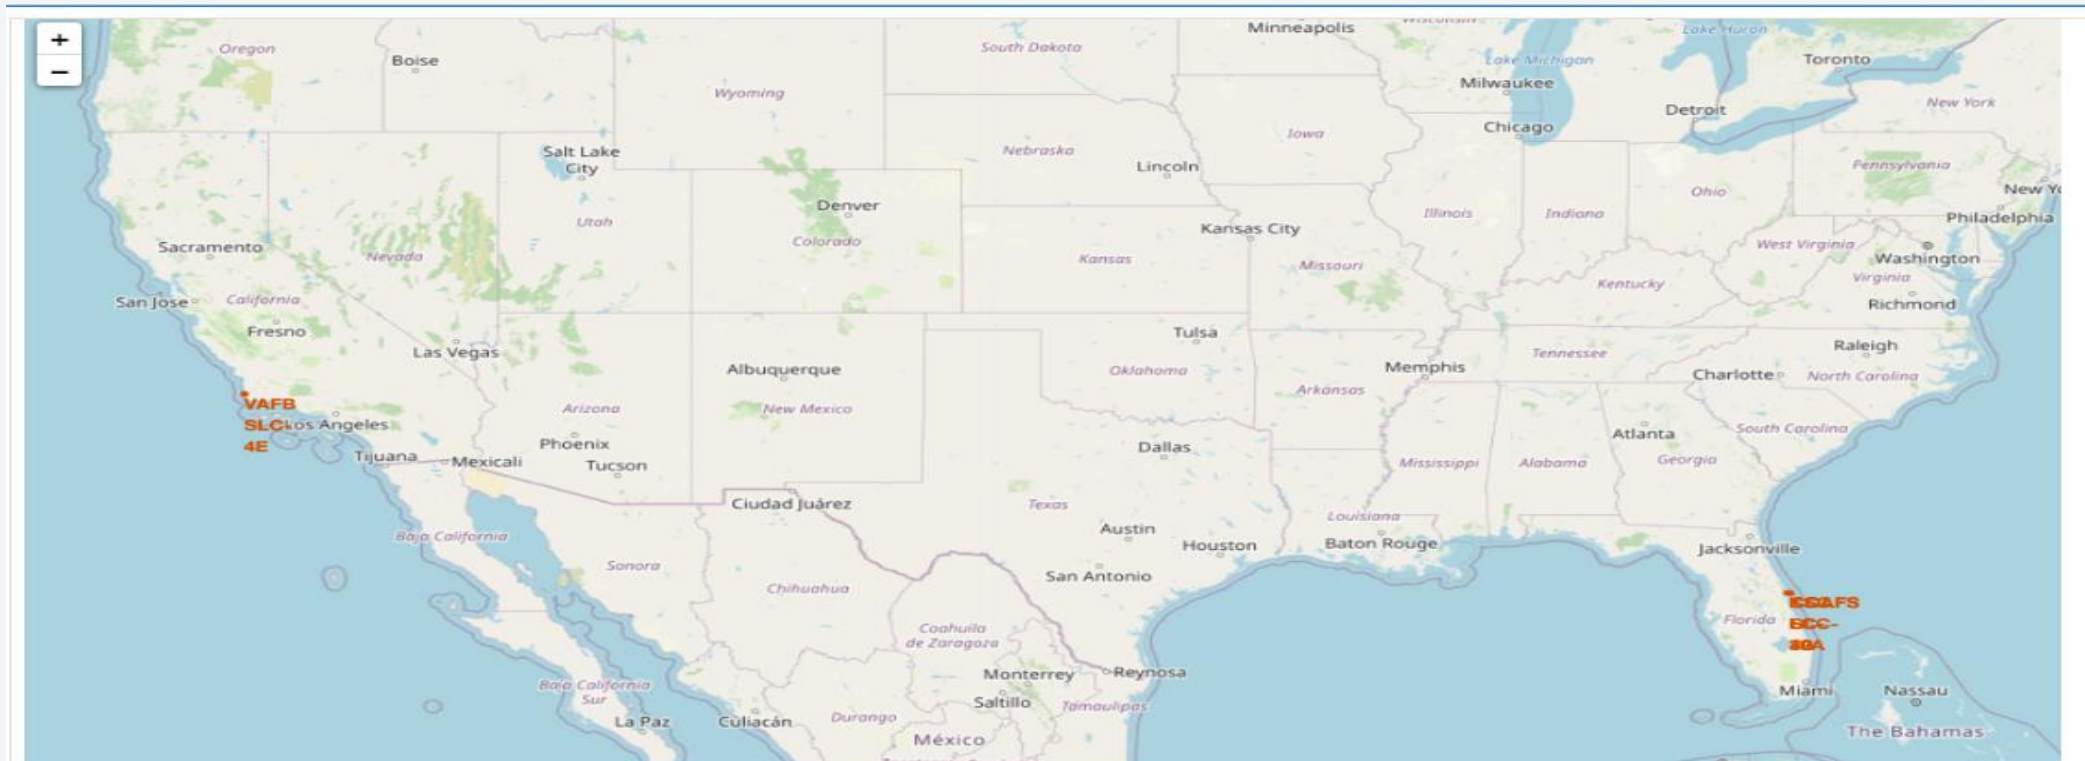 +
−
Oregon
Boise
South Dakota
Minneapolis
Wisconsin
Lake Huron
Toronto
Lake Michigan
Milwaukee
Wyoming
New York
Detroit
Chicago
Iowa
Salt Lake
City
Nebraska
Lincoln
Pennsylvania
Ohio
Denver
Utah
Illinois
Indiana
New Yo
Philadelphia
Kansas City
Sacramento
Colorado
Nevada
Kansas
Missouri
West Virginia
Washington
Virginia
Kentucky
San Jose
California
Richmond
Fresno
Tulsa
Las Vegas
Raleigh
Tennessee
Albuquerque
Oklahoma
Memphis
Charlotte
North Carolina
Arkansas
VAFB
SLC-
4E
Los Angeles
Arizona
New Mexico
Phoenix
Dallas
Atlanta
South Carolina
Tijuana
Mexicali
Tucson
Mississippi
Alabama
Georgia
Ciudad Juárez
Texas
Louisiana
Austin
Baja California
Houston
Baton Rouge
Jacksonville
Sonora
San Antonio
Chihuahua
Florida
Coahuila
de Zaragoza
Monterrey
Reynosa
Baja California
Sur
Saltillo
Tamaulipas
Miami
Nassau
La Paz
Culiacán
Durango
México
The Bahamas